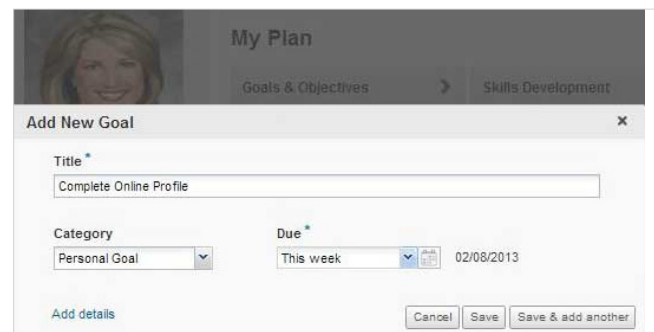 My Plan
Goals & Objectives Skills Development
Add New Goal x
Title *
Complete Online Profile
Category Due *
Personal Goal This week 02/08/2013
Add details Cancel Save Save & add another